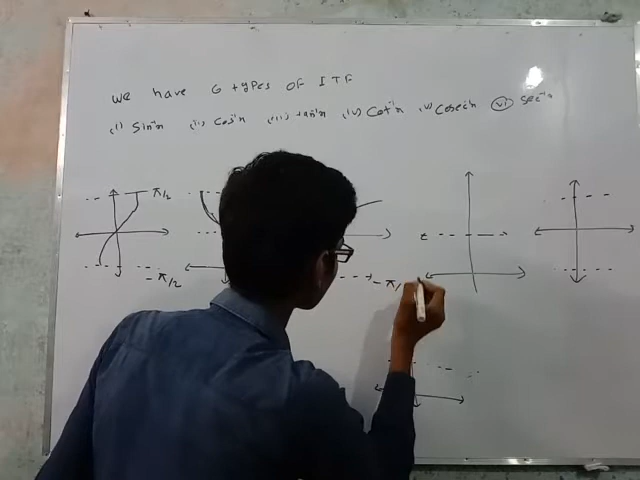 We have 6 types OF ITF
(i) Sin⁻¹x (ii) Cos⁻¹x (iii) tan⁻¹x (iv) Cot⁻¹x (v) Cosec⁻¹x (vi) Sec⁻¹x
π/2
-π/2
-π/